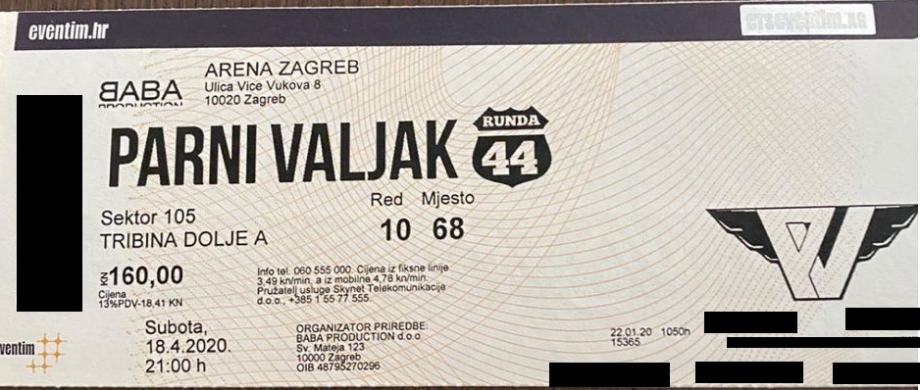 eventim.hr
BABA
PRODUCTION
ARENA ZAGREB
Ulica Vice Vukova 8
10020 Zagreb
PARNI VALJAK
RUNDA
44
Red Mjesto
10 68
Sektor 105
TRIBINA DOLJE A
KN160,00
Cijena
13%PDV-18,41 KN
Info tel. 060 555 000. Cijena iz fiksne linije
3,49 kn/min, a iz mobilne 4,78 kn/min.
Pružatelj usluge Skynet Telekomunikacije
d.o.o., +385 1 55 77 555.
Subota,
18.4.2020.
21:00 h
ORGANIZATOR PRIREDBE:
BABA PRODUCTION d.o.o
Sv. Mateja 123
10000 Zagreb
OIB 48795270296
22.01.20 1050h
15365
ventim